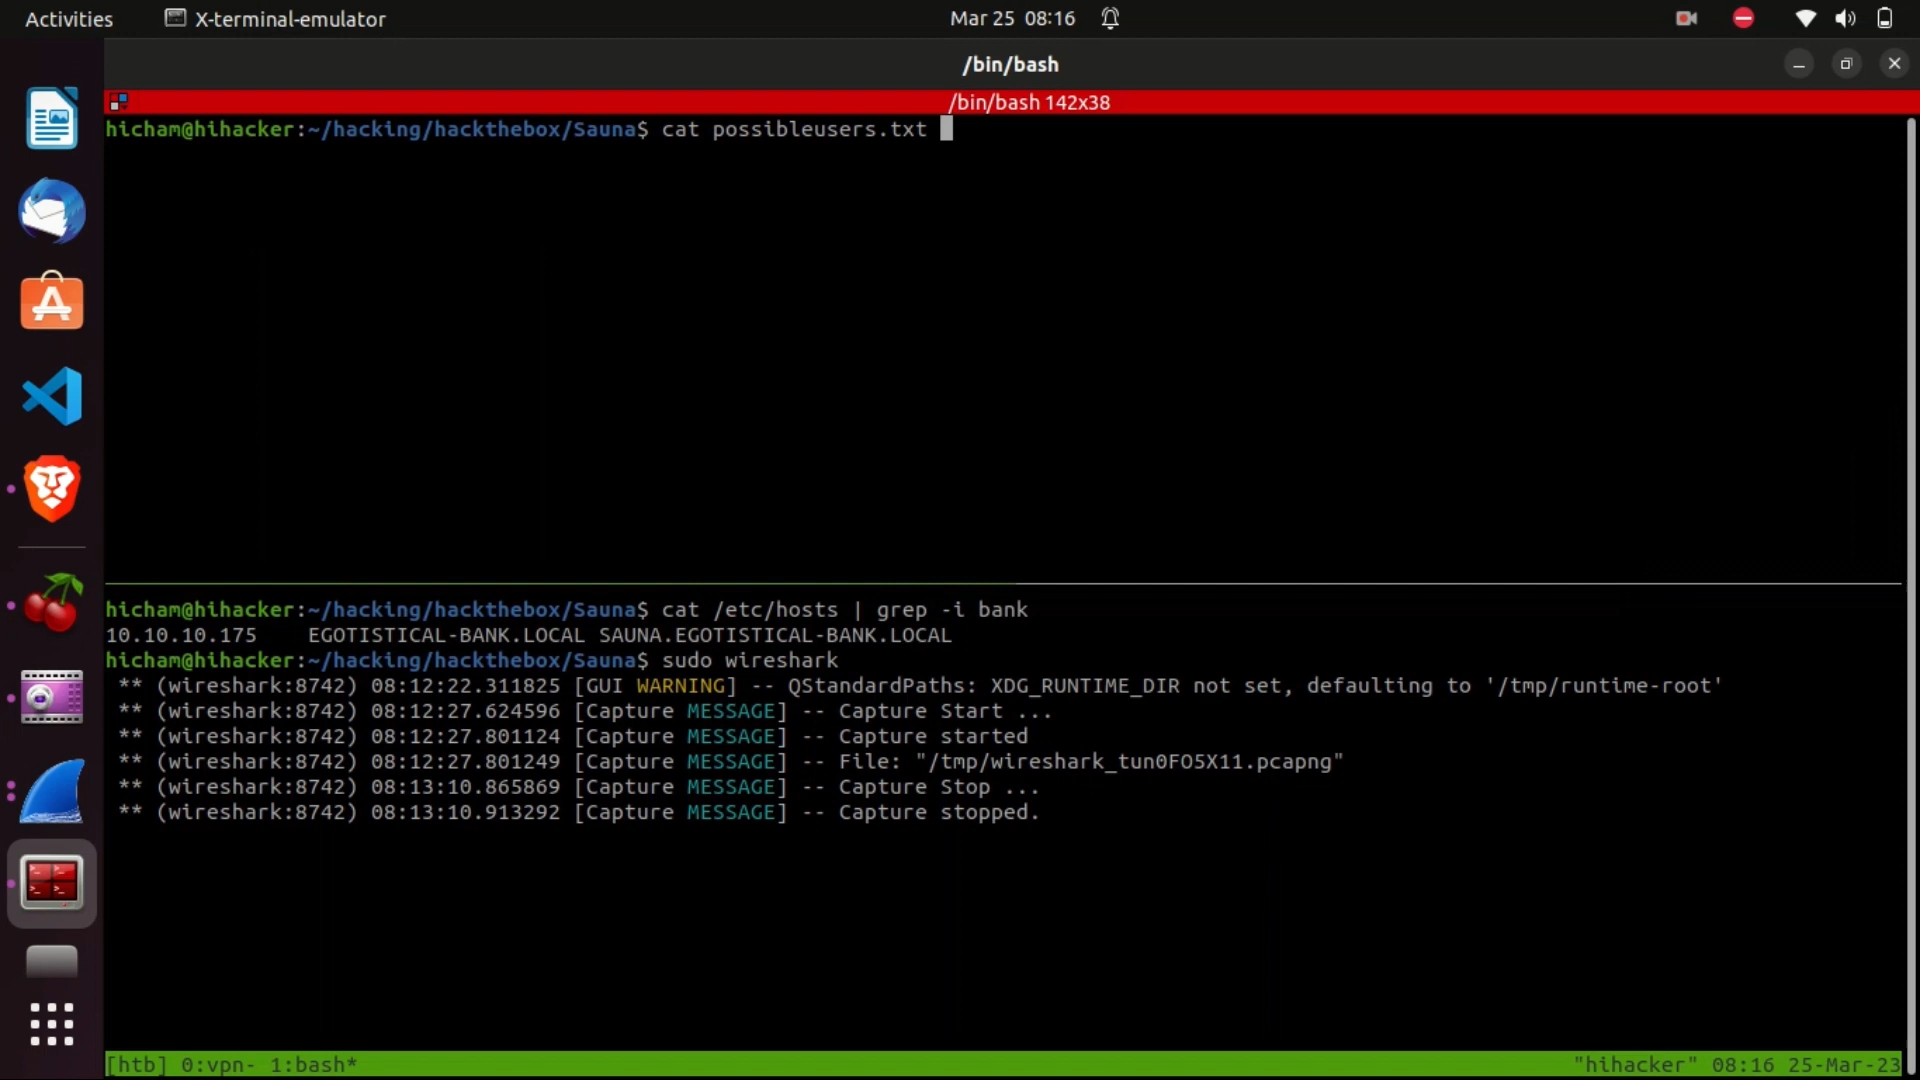 Activities X-terminal-emulator Mar 25 08:16
/bin/bash
/bin/bash 142x38
hicham@hihacker:~/hacking/hackthebox/Sauna$ cat possibleusers.txt
hicham@hihacker:~/hacking/hackthebox/Sauna$ cat /etc/hosts | grep -i bank
10.10.10.175    EGOTISTICAL-BANK.LOCAL SAUNA.EGOTISTICAL-BANK.LOCAL
hicham@hihacker:~/hacking/hackthebox/Sauna$ sudo wireshark
 ** (wireshark:8742) 08:12:22.311825 [GUI WARNING] -- QStandardPaths: XDG_RUNTIME_DIR not set, defaulting to '/tmp/runtime-root'
 ** (wireshark:8742) 08:12:27.624596 [Capture MESSAGE] -- Capture Start ...
 ** (wireshark:8742) 08:12:27.801124 [Capture MESSAGE] -- Capture started
 ** (wireshark:8742) 08:12:27.801249 [Capture MESSAGE] -- File: "/tmp/wireshark_tun0FO5X11.pcapng"
 ** (wireshark:8742) 08:13:10.865869 [Capture MESSAGE] -- Capture Stop ...
 ** (wireshark:8742) 08:13:10.913292 [Capture MESSAGE] -- Capture stopped.
[htb] 0:vpn- 1:bash* "hihacker" 08:16 25-Mar-23